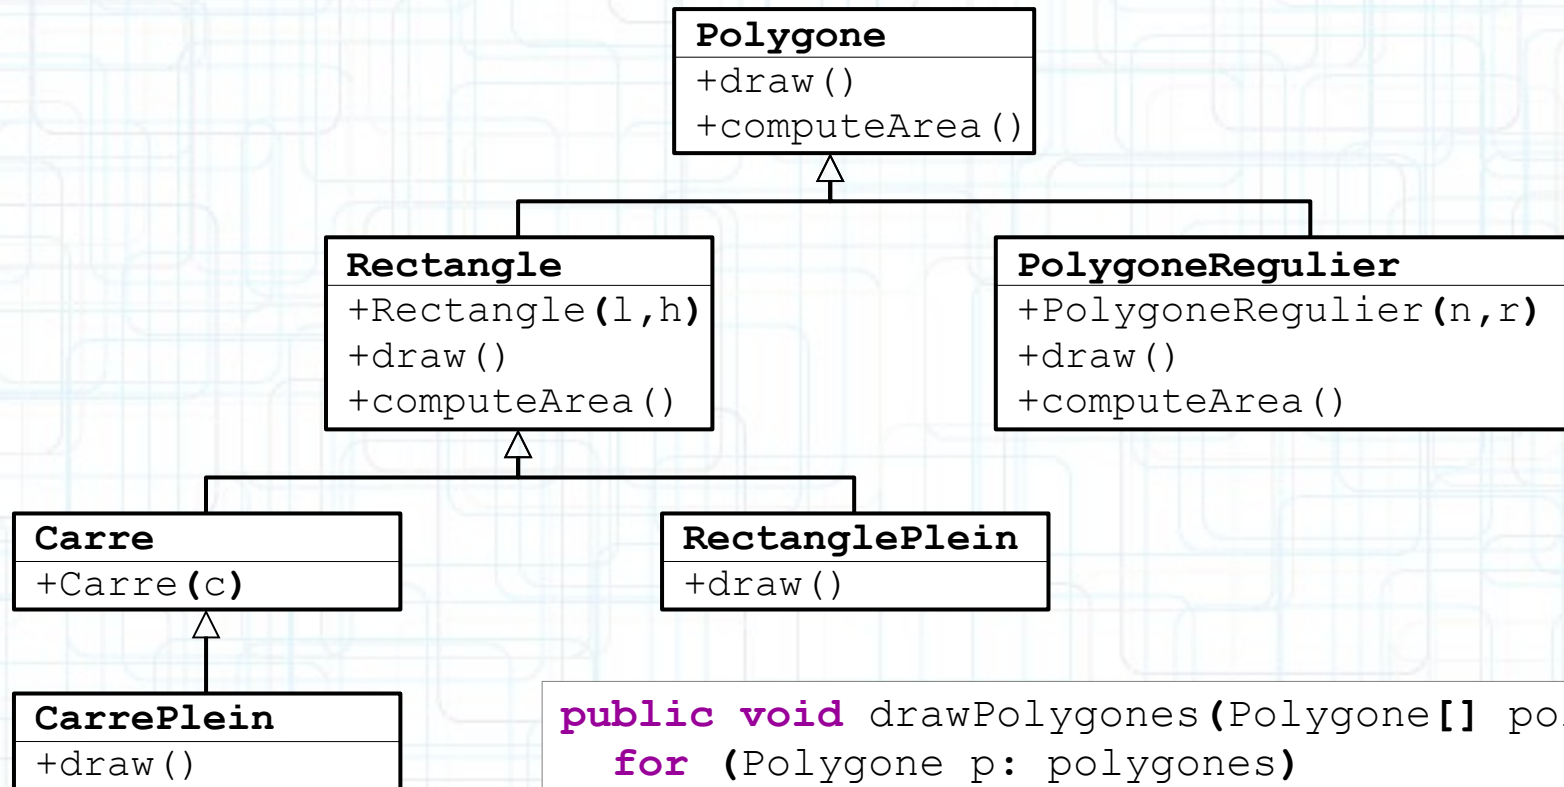 Polygone
+draw()
+computeArea()
Rectangle
+Rectangle(l,h)
+draw()
+computeArea()
PolygoneRegulier
+PolygoneRegulier(n,r)
+draw()
+computeArea()
Carre
+Carre(c)
RectanglePlein
+draw()
CarrePlein
+draw()
public void drawPolygones(Polygone[]
for (Polygone p: polygones)